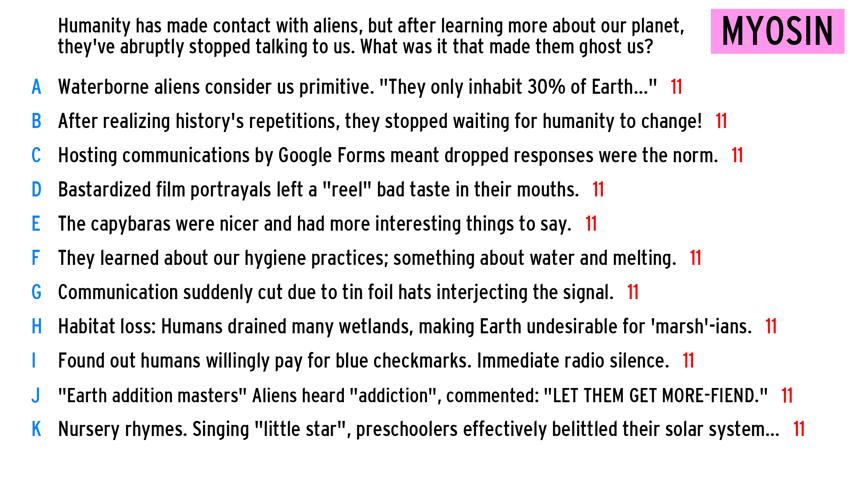 Humanity has made contact with aliens, but after learning more about our planet,
they've abruptly stopped talking to us. What was it that made them ghost us?
MYOSIN
A Waterborne aliens consider us primitive. "They only inhabit 30% of Earth..." 11
B After realizing history's repetitions, they stopped waiting for humanity to change! 11
C Hosting communications by Google Forms meant dropped responses were the norm. 11
D Bastardized film portrayals left a "reel" bad taste in their mouths. 11
E The capybaras were nicer and had more interesting things to say. 11
F They learned about our hygiene practices; something about water and melting. 11
G Communication suddenly cut due to tin foil hats interjecting the signal. 11
H Habitat loss: Humans drained many wetlands, making Earth undesirable for 'marsh'-ians. 11
I Found out humans willingly pay for blue checkmarks. Immediate radio silence. 11
J "Earth addition masters" Aliens heard "addiction", commented: "LET THEM GET MORE-FIEND." 11
K Nursery rhymes. Singing "little star", preschoolers effectively belittled their solar system... 11